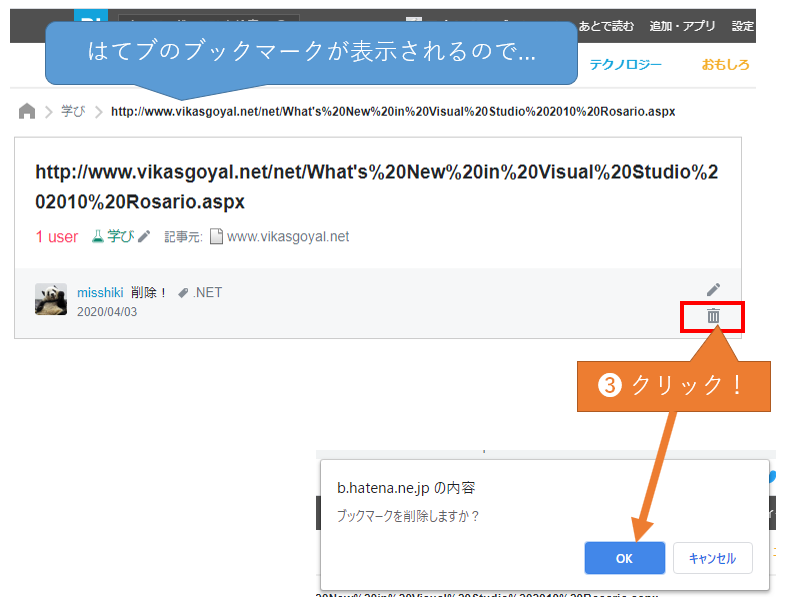 あとで読む 追加・アプリ 設定
はてブのブックマークが表示されるので…
テクノロジー おもしろ
学び http://www.vikasgoyal.net/net/What's%20New%20in%20Visual%20Studio%202010%20Rosario.aspx
http://www.vikasgoyal.net/net/What's%20New%20in%20Visual%20Studio%2
02010%20Rosario.aspx
1 user 学び 記事元: www.vikasgoyal.net
misshiki 削除！ .NET
2020/04/03
❸ クリック！
b.hatena.ne.jp の内容
ブックマークを削除しますか？
OK キャンセル